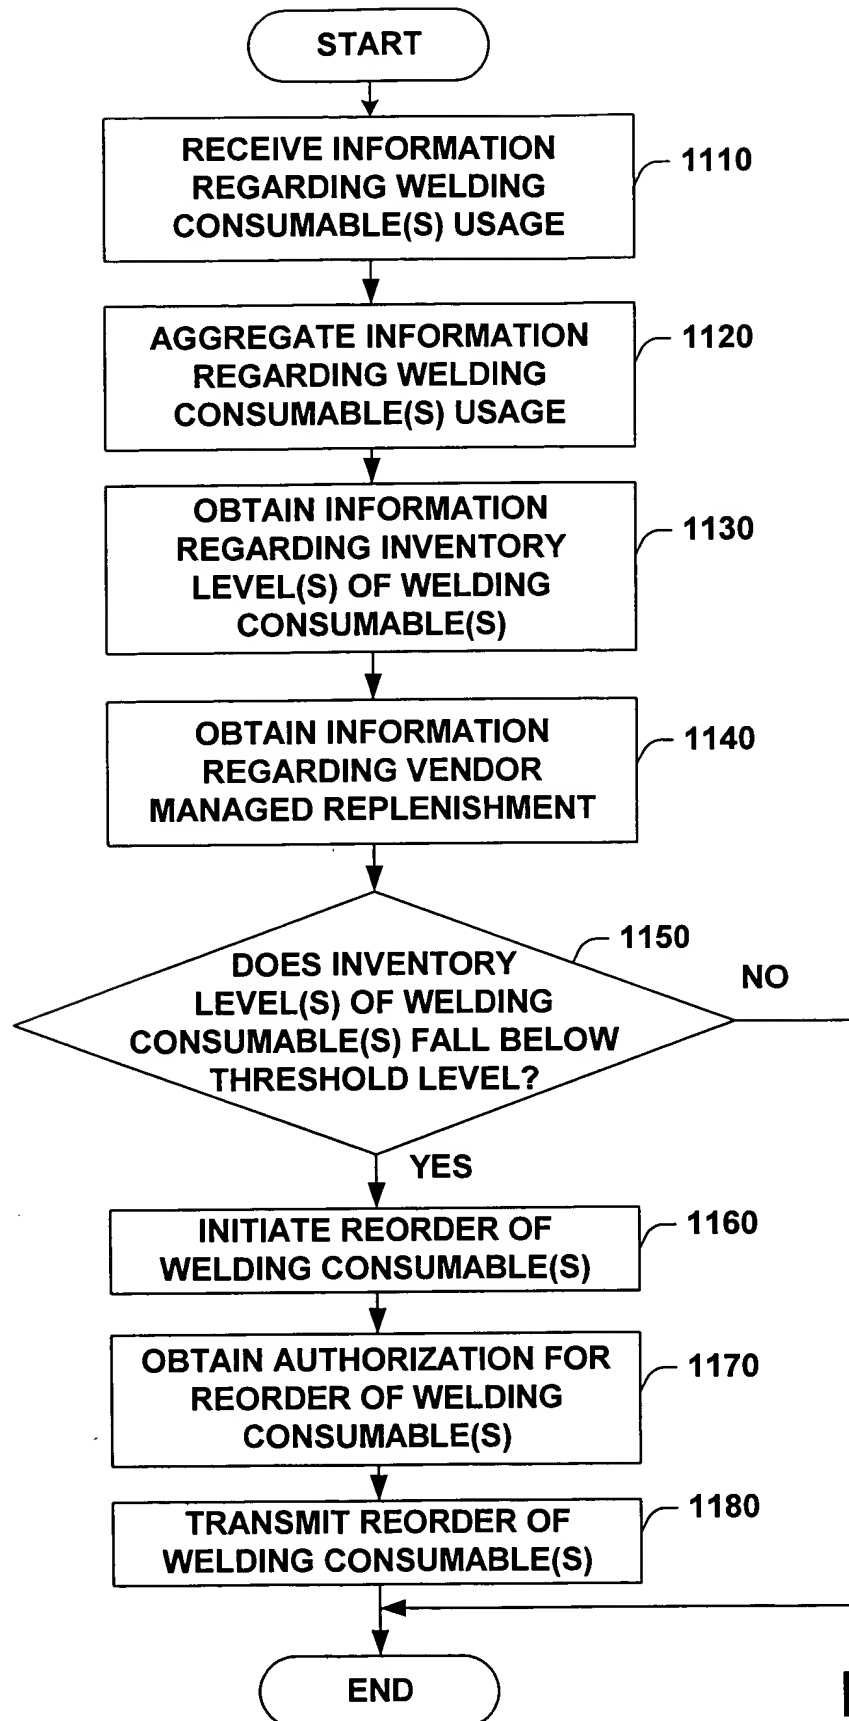 START
RECEIVE INFORMATION
REGARDING WELDING
CONSUMABLE(S) USAGE
1110
AGGREGATE INFORMATION
REGARDING WELDING
CONSUMABLE(S) USAGE
1120
OBTAIN INFORMATION
REGARDING INVENTORY
LEVEL(S) OF WELDING
CONSUMABLE(S)
1130
OBTAIN INFORMATION
REGARDING VENDOR
MANAGED REPLENISHMENT
1140
DOES INVENTORY
LEVEL(S) OF WELDING
CONSUMABLE(S) FALL BELOW
THRESHOLD LEVEL?
1150
NO
YES
INITIATE REORDER OF
WELDING CONSUMABLE(S)
1160
OBTAIN AUTHORIZATION FOR
REORDER OF WELDING
CONSUMABLE(S)
1170
TRANSMIT REORDER OF
WELDING CONSUMABLE(S)
1180
END